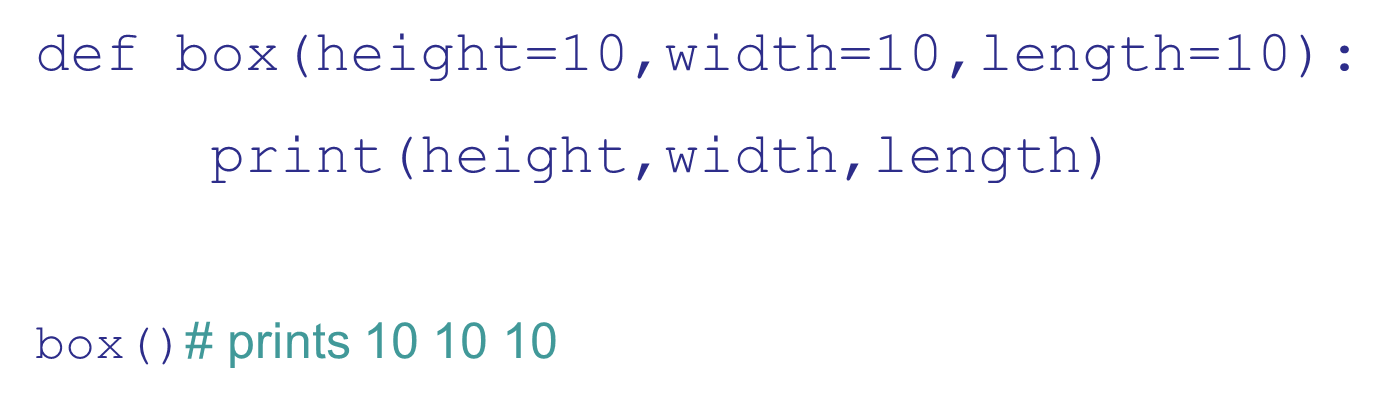 def box(height=10,width=10,length=10):
print(height,width,length)
box()# prints 10 10 10